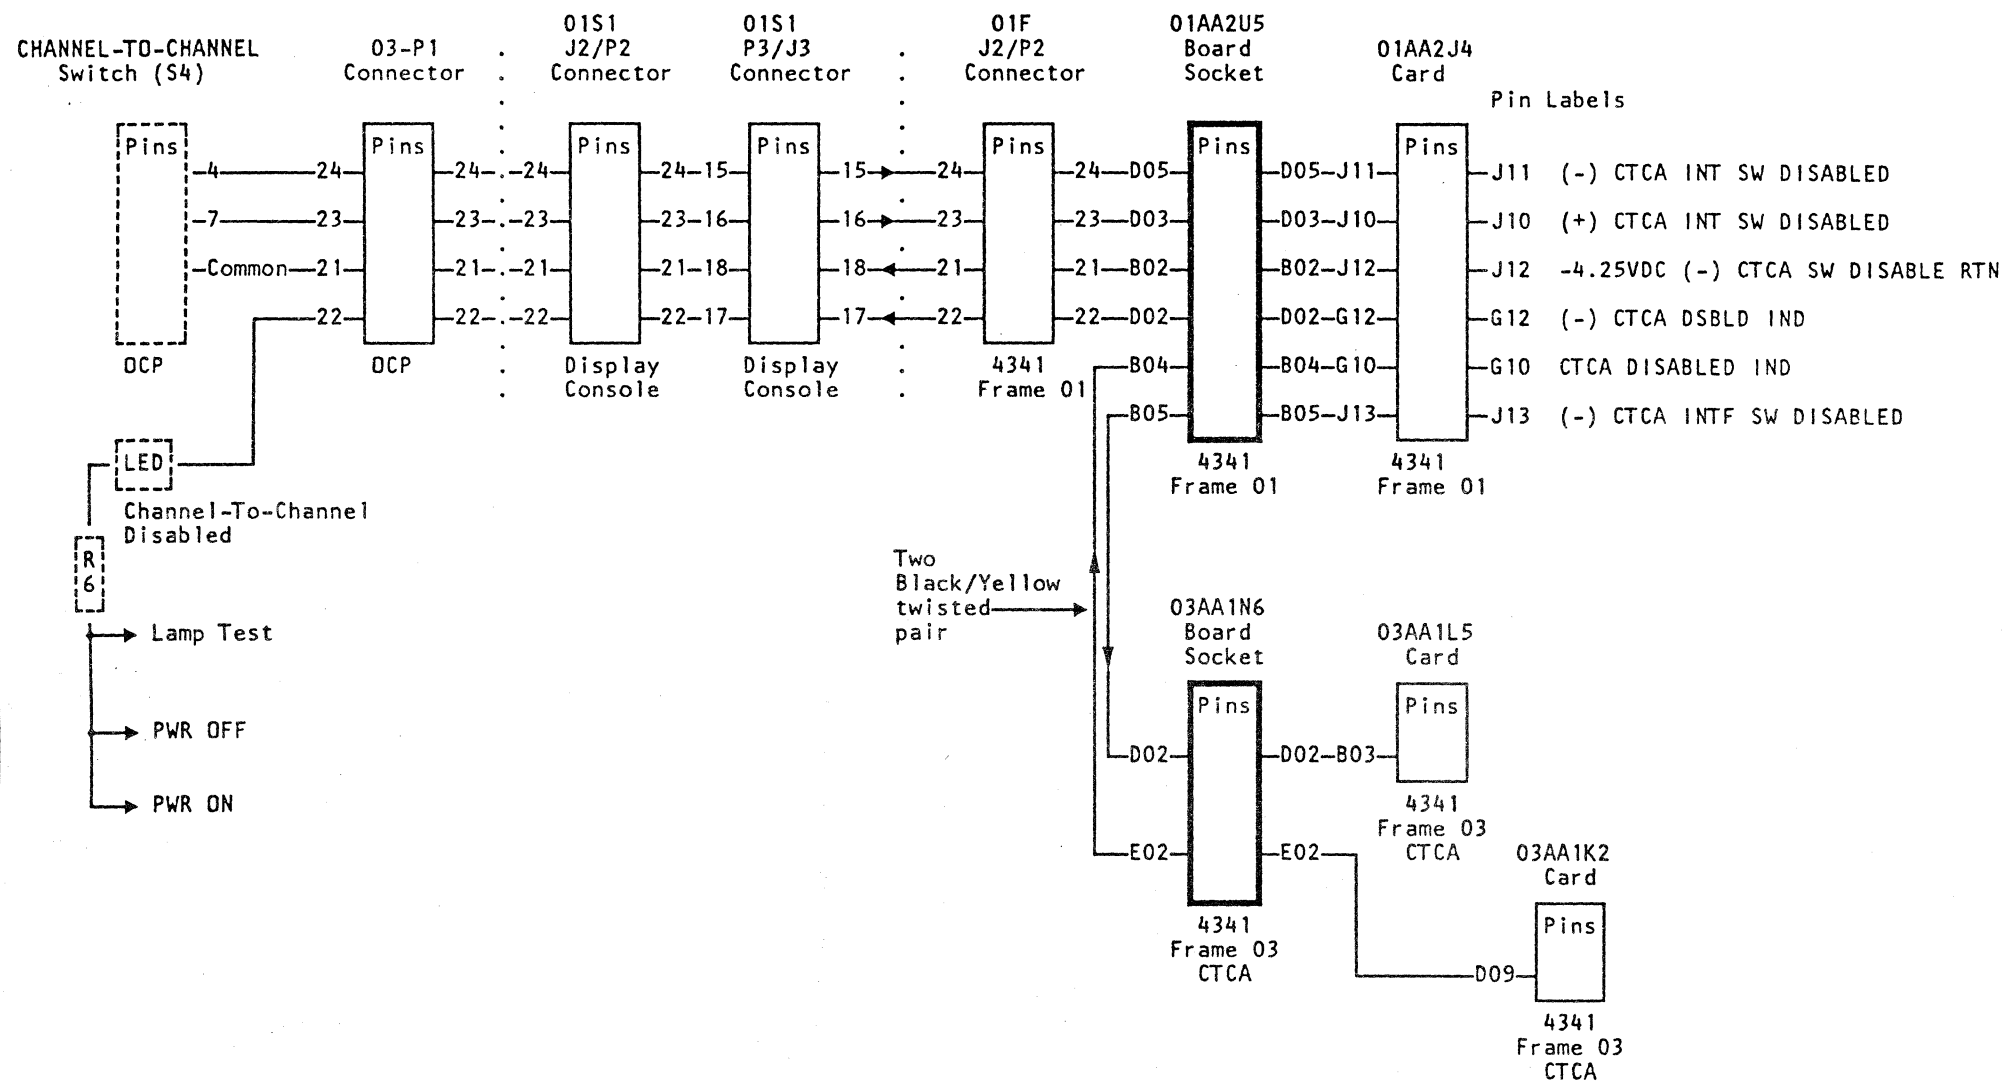 01S1 01S1 01F 01AA2U5
CHANNEL-TO-CHANNEL 03-P1 J2/P2 P3/J3 J2/P2 Board 01AA2J4
Switch (S4) Connector Connector Connector Connector Socket Card
Pin Labels
Pins Pins Pins Pins Pins Pins Pins
4 24 24 24 24-15 15 24 24-D05 D05-J11 J11 (-) CTCA INT SW DISABLED
7 23 23 23 23-16 16 23 23-D03 D03-J10 J10 (+) CTCA INT SW DISABLED
Common 21 21 21 21-18 18 21 21-B02 B02-J12 J12 -4.25VDC (-) CTCA SW DISABLE RTN
22 22 22 22-17 17 22 22-D02 D02-G12 G12 (-) CTCA DSBLD IND
OCP OCP Display Display 4341 B04 B04-G10 G10 CTCA DISABLED IND
Console Console Frame 01
B05 B05-J13 J13 (-) CTCA INTF SW DISABLED
LED 4341 4341
Frame 01 Frame 01
Channel-To-Channel
Disabled
R
6
Two
Black/Yellow
twisted
pair
03AA1N6
Board 03AA1L5
Socket Card
Lamp Test
Pins Pins
PWR OFF
D02 D02-B03
PWR ON
4341
Frame 03
CTCA
E02 E02
03AA1K2
Card
4341
Frame 03
CTCA
Pins
D09
4341
Frame 03
CTCA